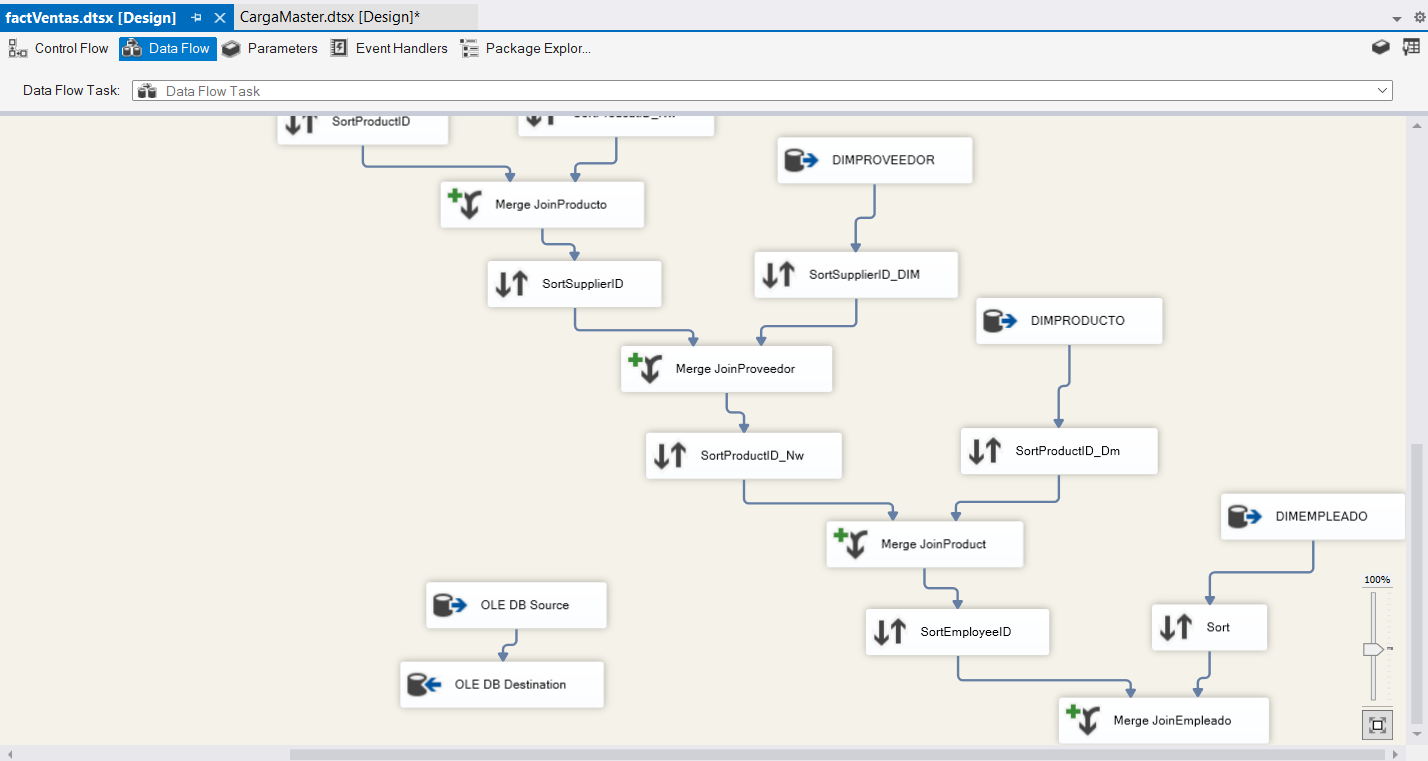 factVentas.dtsx [Design]
CargaMaster.dtsx [Design]*
Control Flow
Data Flow
Parameters
Event Handlers
Package Explor...
Data Flow Task:
Data Flow Task
SortProductID
DIMPROVEEDOR
Merge JoinProducto
SortSupplierID
SortSupplierID_DIM
DIMPRODUCTO
Merge JoinProveedor
SortProductID_Nw
SortProductID_Dm
DIMEMPLEADO
Merge JoinProduct
100%
OLE DB Source
SortEmployeeID
Sort
OLE DB Destination
Merge JoinEmpleado